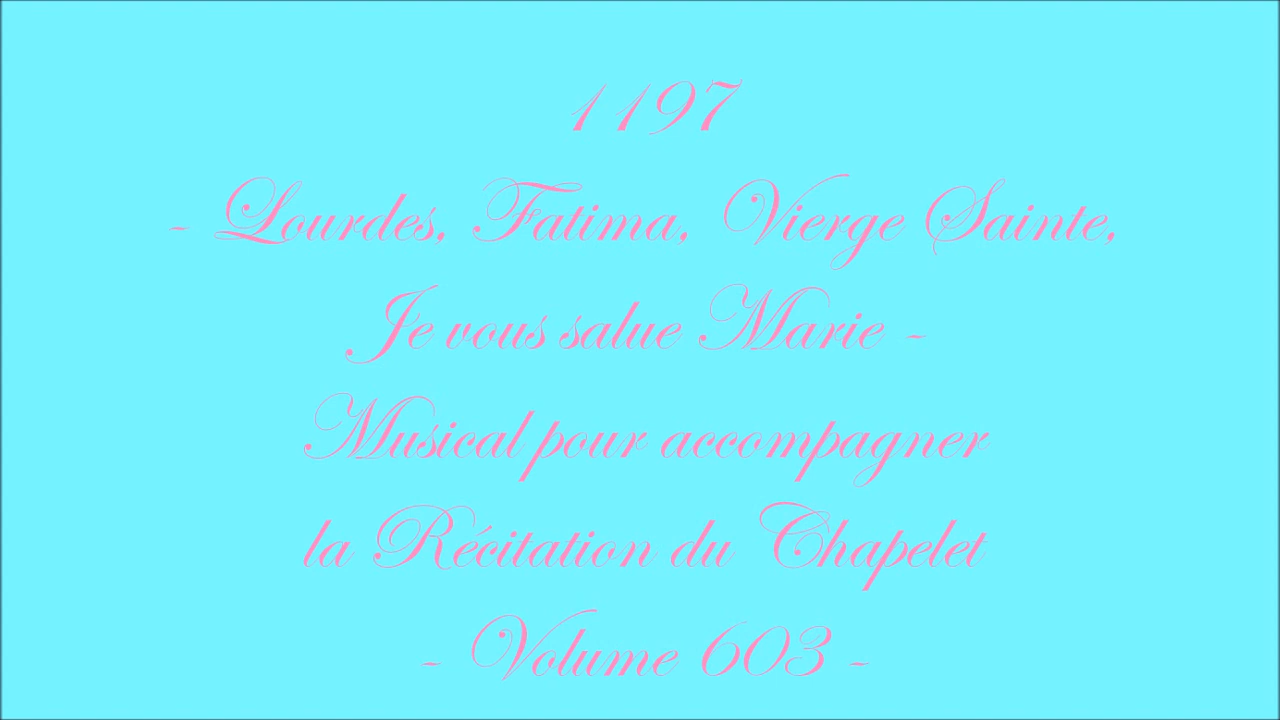 1197
- Lourdes, Fatima, Vierge Sainte,
Je vous salue Marie -
Musical pour accompagner
la Récitation du Chapelet
- Volume 603 -